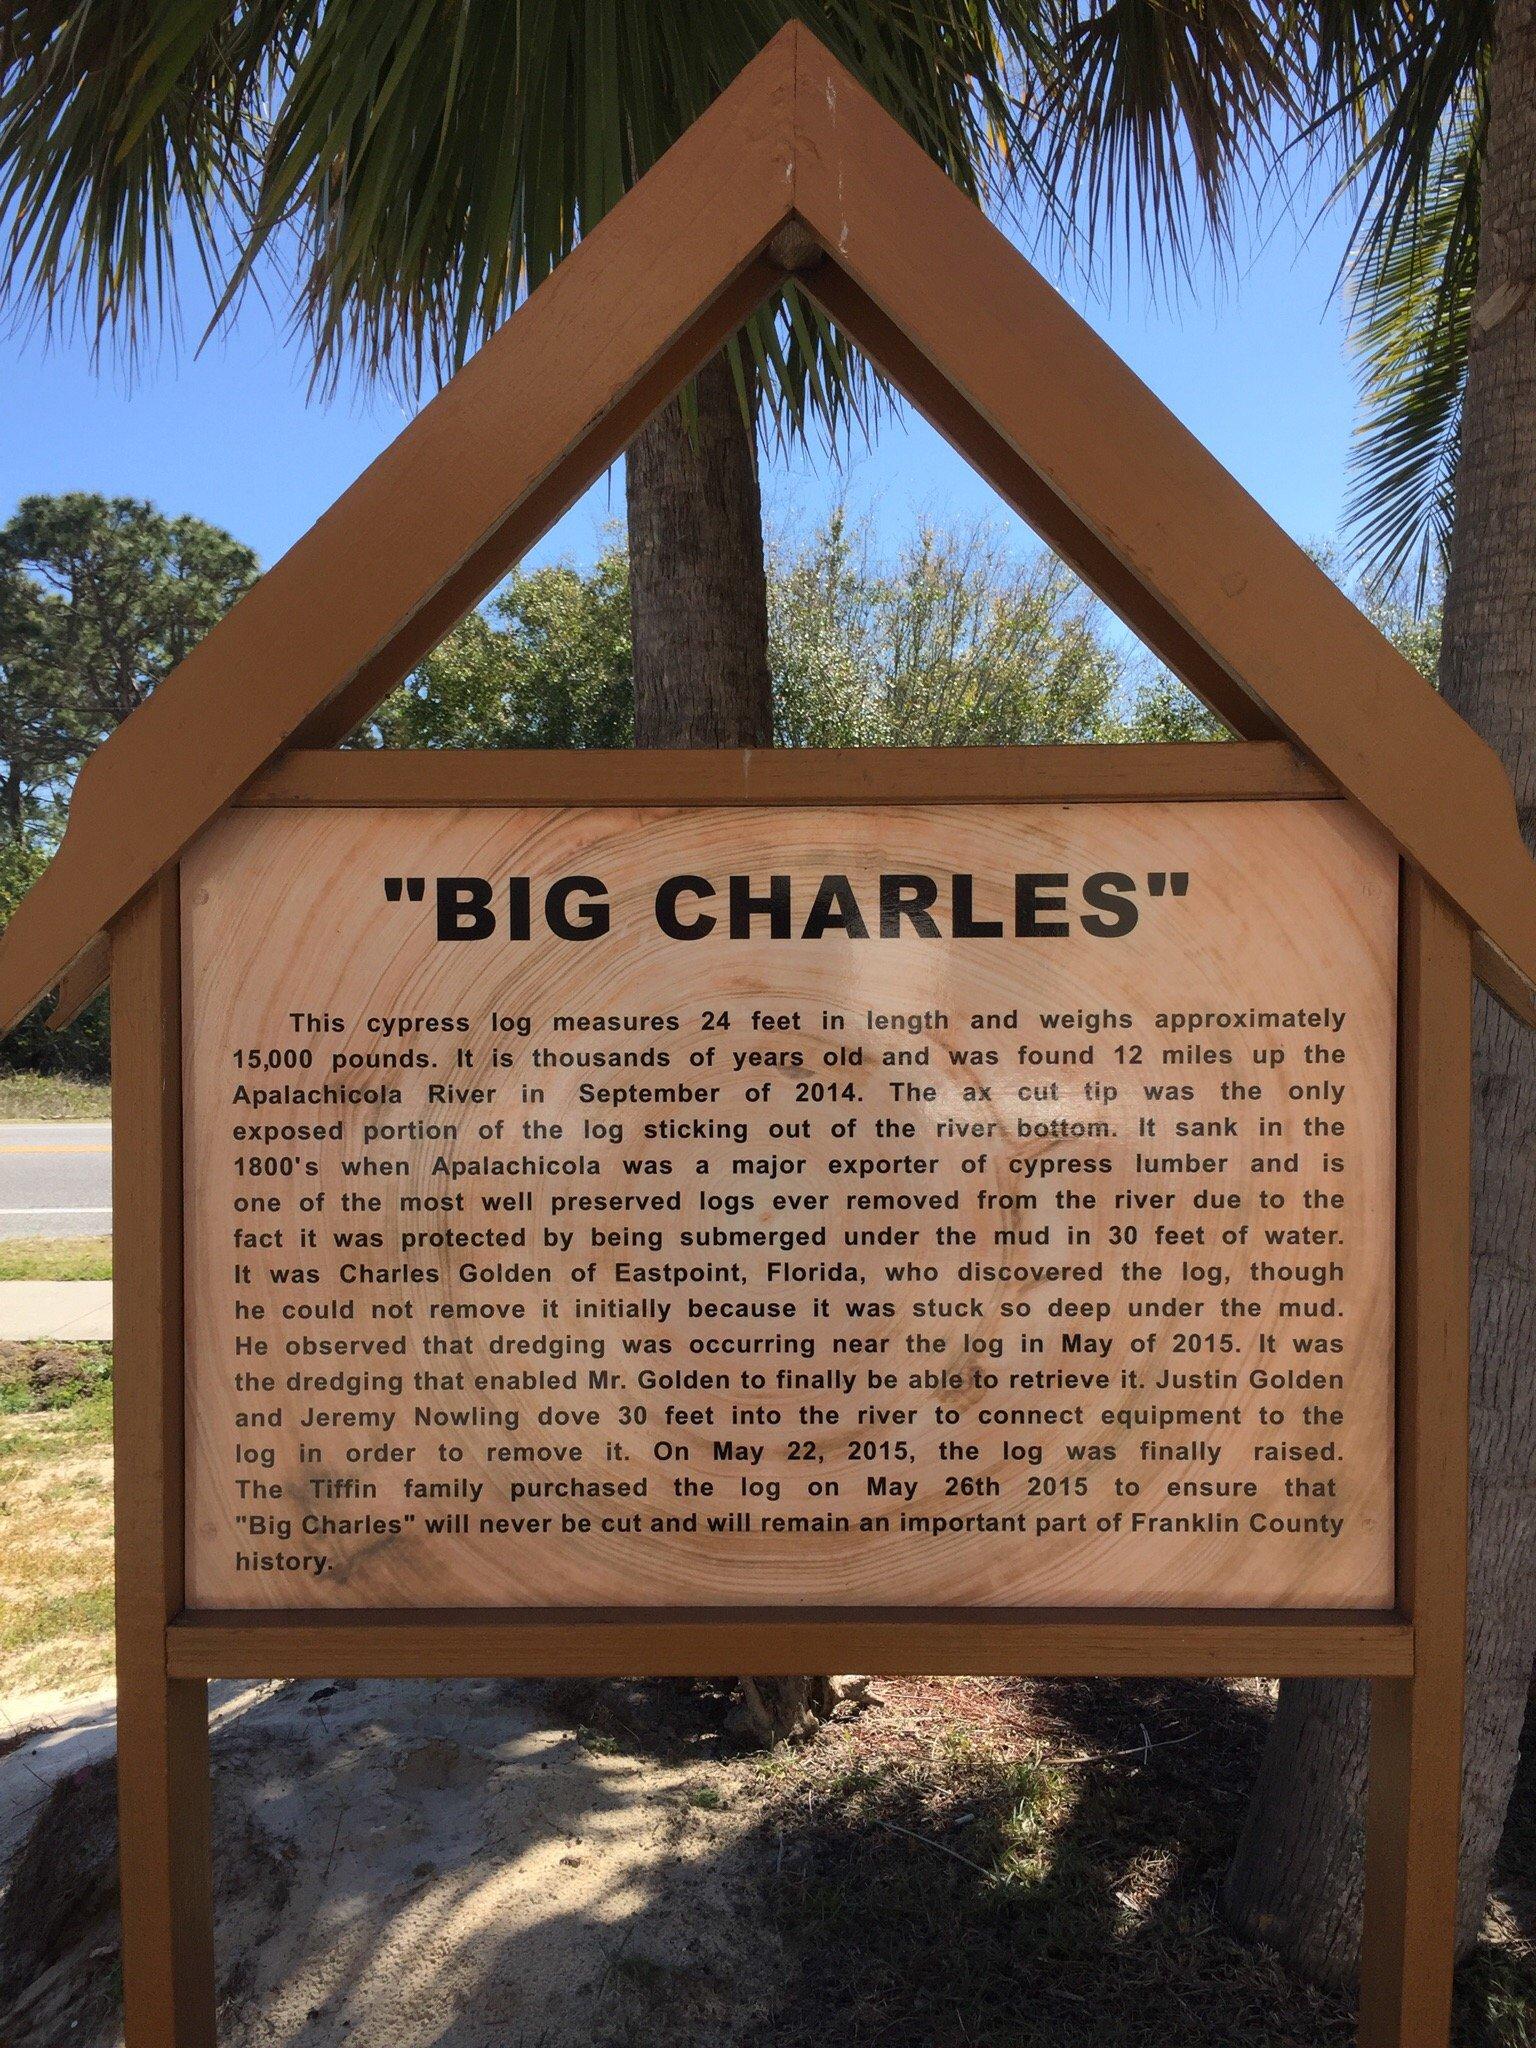 "BIG CHARLES"
This cypress log measures 24 feet in length and weighs approximately
15,000 pounds. It is thousands of years old and was found 12 miles up the
Apalachicola River in September of 2014. The ax cut tip was the only
exposed portion of the log sticking out of the river bottom. It sank in the
1800's when Apalachicola was a major exporter of cypress lumber and is
one of the most well preserved logs ever removed from the river due to the
fact it was protected by being submerged under the mud in 30 feet of water.
It was Charles Golden of Eastpoint, Florida, who discovered the log, though
he could not remove it initially because it was stuck so deep under the mud.
He observed that dredging was occurring near the log in May of 2015. It was
the dredging that enabled Mr. Golden to finally be able to retrieve it. Justin Golden
and Jeremy Nowling dove 30 feet into the river to connect equipment to the
log in order to remove it. On May 22, 2015, the log was finally raised.
The Tiffin family purchased the log on May 26th 2015 to ensure that
"Big Charles" will never be cut and will remain an important part of Franklin County
history.